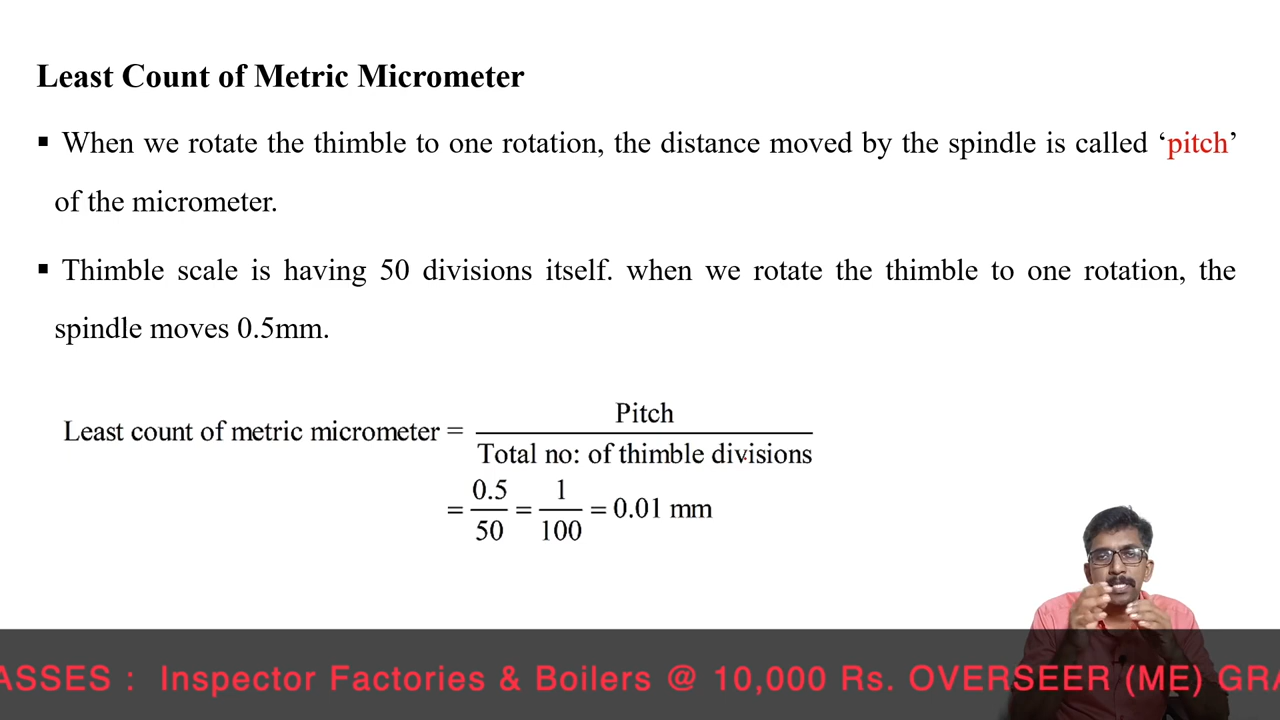 Least Count of Metric Micrometer
▪ When we rotate the thimble to one rotation, the distance moved by the spindle is called ‘pitch’
of the micrometer.
▪ Thimble scale is having 50 divisions itself. when we rotate the thimble to one rotation, the
spindle moves 0.5mm.
Least count of metric micrometer = Pitch / Total no: of thimble divisions
= 0.5/50 = 1/100 = 0.01 mm
ASSES : Inspector Factories & Boilers @ 10,000 Rs. OVERSEER (ME) GRA